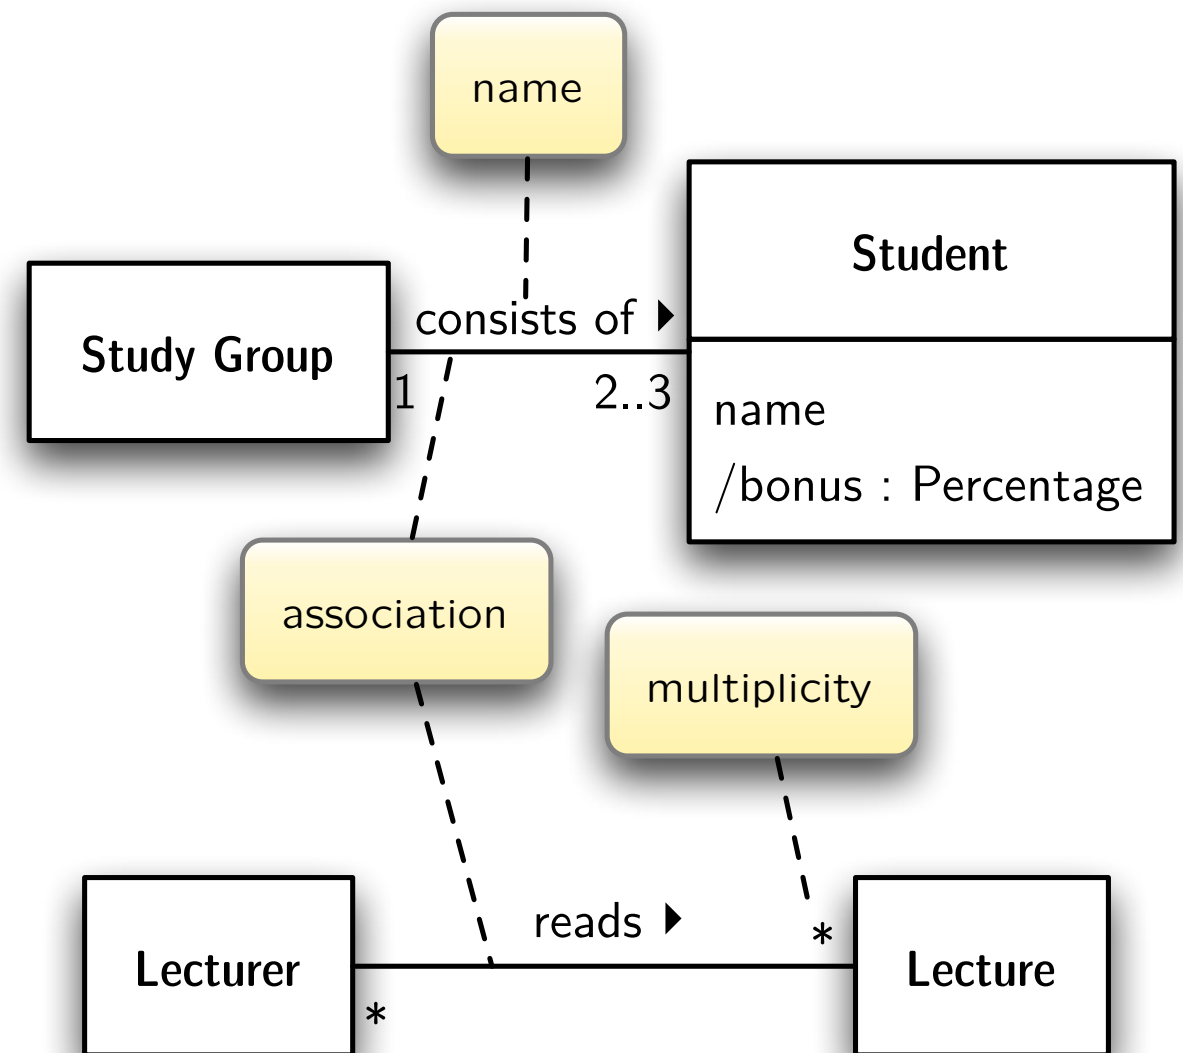 name
Student
consists of ▶
Study Group
1
2..3
name
/bonus : Percentage
association
multiplicity
reads ▶
*
Lecturer
Lecture
*